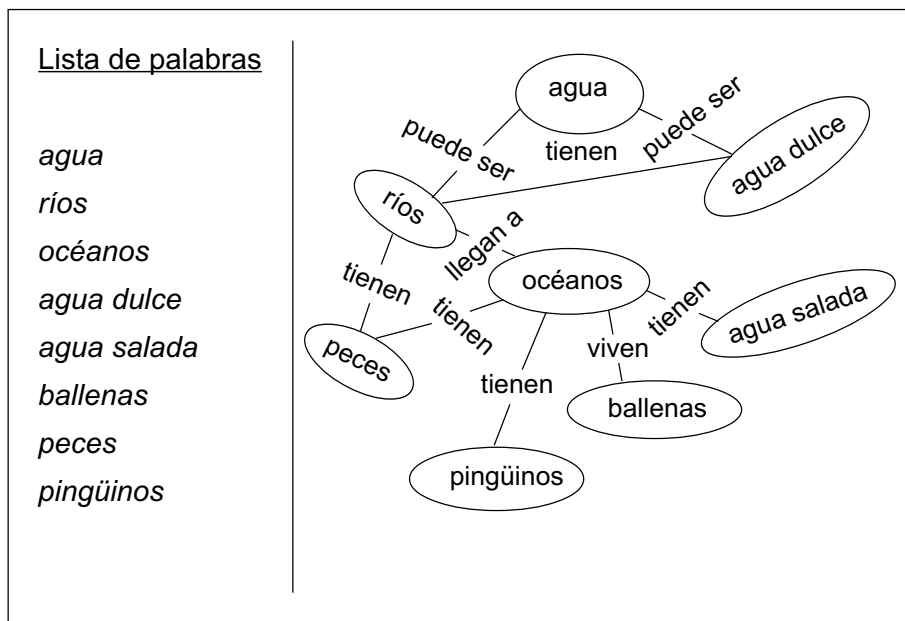 Lista de palabras
agua
ríos
océanos
agua dulce
agua salada
ballenas
peces
pingüinos
agua
puede ser
tienen
puede ser
agua dulce
ríos
llegan a
océanos
tienen
tienen
tienen
agua salada
peces
tienen
viven
ballenas
pingüinos